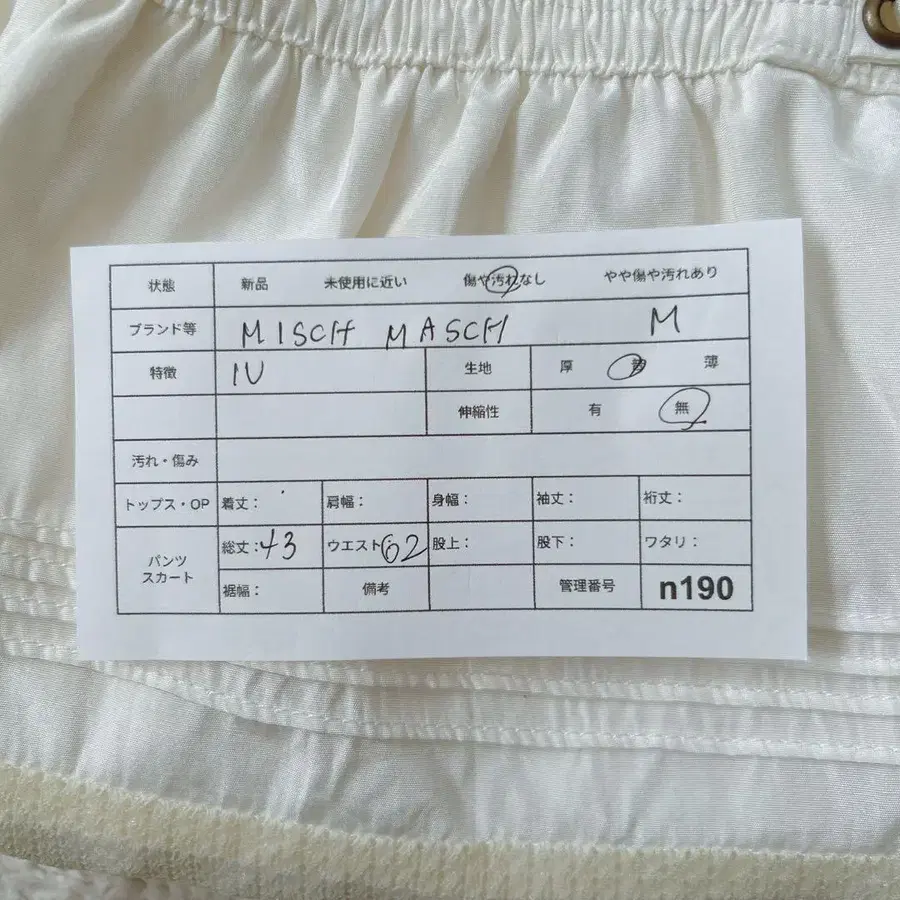 状態 新品 未使用に近い 傷や汚れなし やや傷や汚れあり
ブランド等 MISCH MASCH M
特徴 IV 生地 厚 普 薄
伸縮性 有 無
汚れ・傷み
トップス・OP 着丈： 肩幅： 身幅： 袖丈： 裄丈：
パンツ スカート 総丈：43 ウエスト：62 股上： 股下： ワタリ：
裾幅： 備考 管理番号 n190